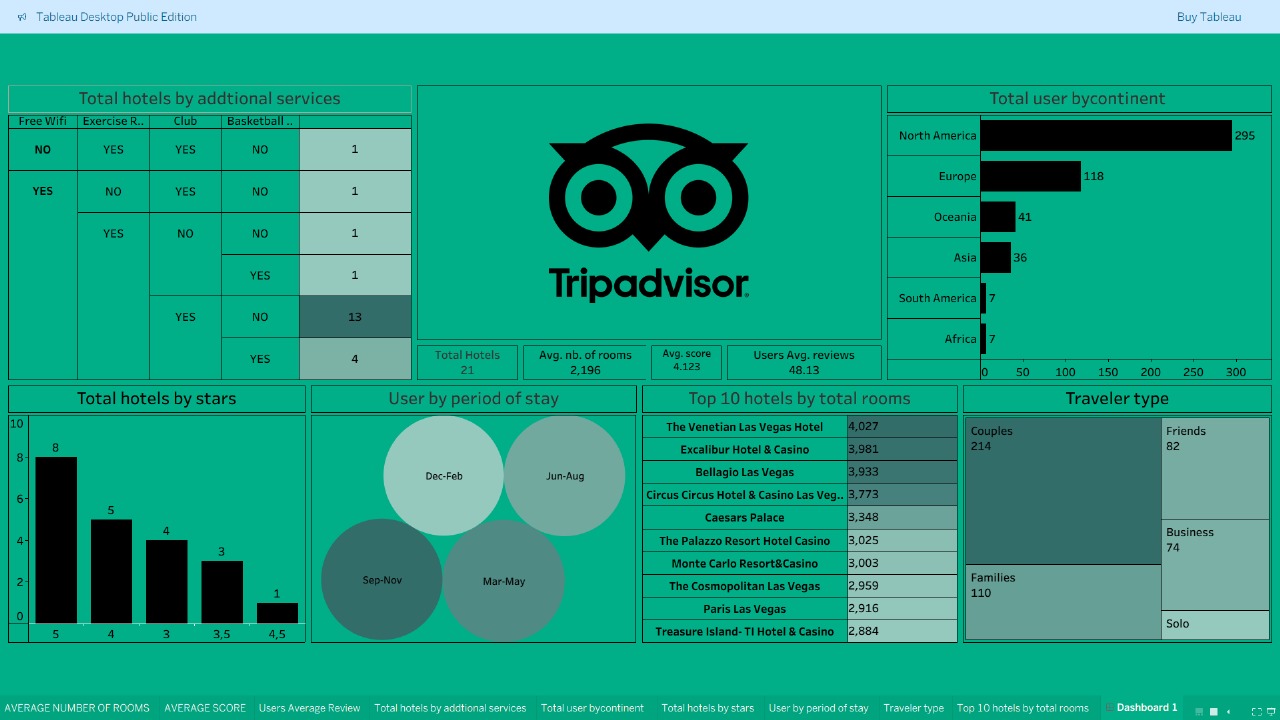 Tableau Desktop Public Edition
Buy Tableau
Total hotels by addtional services
Free Wifi Exercise R.. Club Basketball ..
NO YES YES NO 1
YES NO YES NO 1
YES NO NO 1
YES 1
YES NO 13
YES 4
Tripadvisor
Total Hotels
21
Avg. nb. of rooms
2,196
Avg. score
4.123
Users Avg. reviews
48.13
Total user bycontinent
North America 295
Europe 118
Oceania 41
Asia 36
South America 7
Africa 7
0 50 100 150 200 250 300
Total hotels by stars
10
8
6
4
2
0
8
5
4
3
1
5 4 3 3,5 4,5
User by period of stay
Dec-Feb
Jun-Aug
Sep-Nov
Mar-May
Top 10 hotels by total rooms
The Venetian Las Vegas Hotel 4,027
Excalibur Hotel & Casino 3,981
Bellagio Las Vegas 3,933
Circus Circus Hotel & Casino Las Veg.. 3,773
Caesars Palace 3,348
The Palazzo Resort Hotel Casino 3,025
Monte Carlo Resort&Casino 3,003
The Cosmopolitan Las Vegas 2,959
Paris Las Vegas 2,916
Treasure Island- TI Hotel & Casino 2,884
Traveler type
Couples
214
Families
110
Friends
82
Business
74
Solo
AVERAGE NUMBER OF ROOMS AVERAGE SCORE Users Average Review Total hotels by addtional services Total user bycontinent Total hotels by stars User by period of stay Traveler type Top 10 hotels by total rooms Dashboard 1